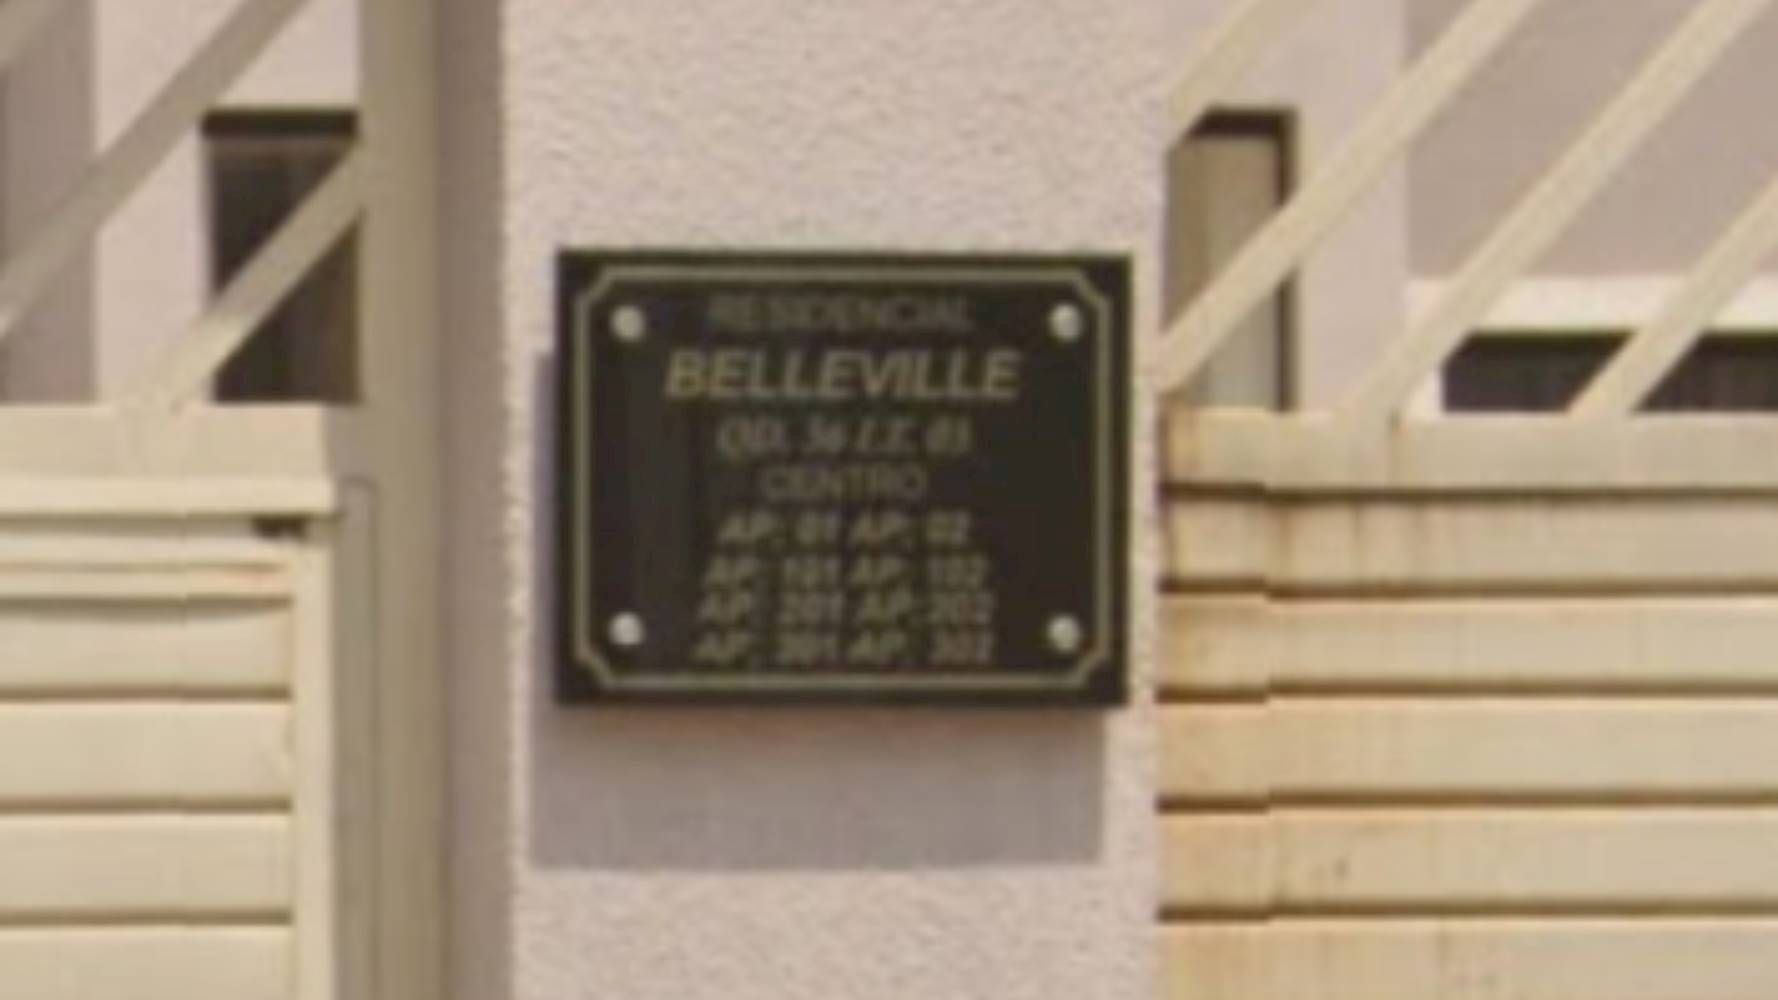 RESIDENCIAL
BELLEVILLE
QD. 56 LT. 03
CENTRO
AP: 01 AP: 02
AP: 101 AP: 102
AP: 201 AP: 202
AP: 301 AP: 302